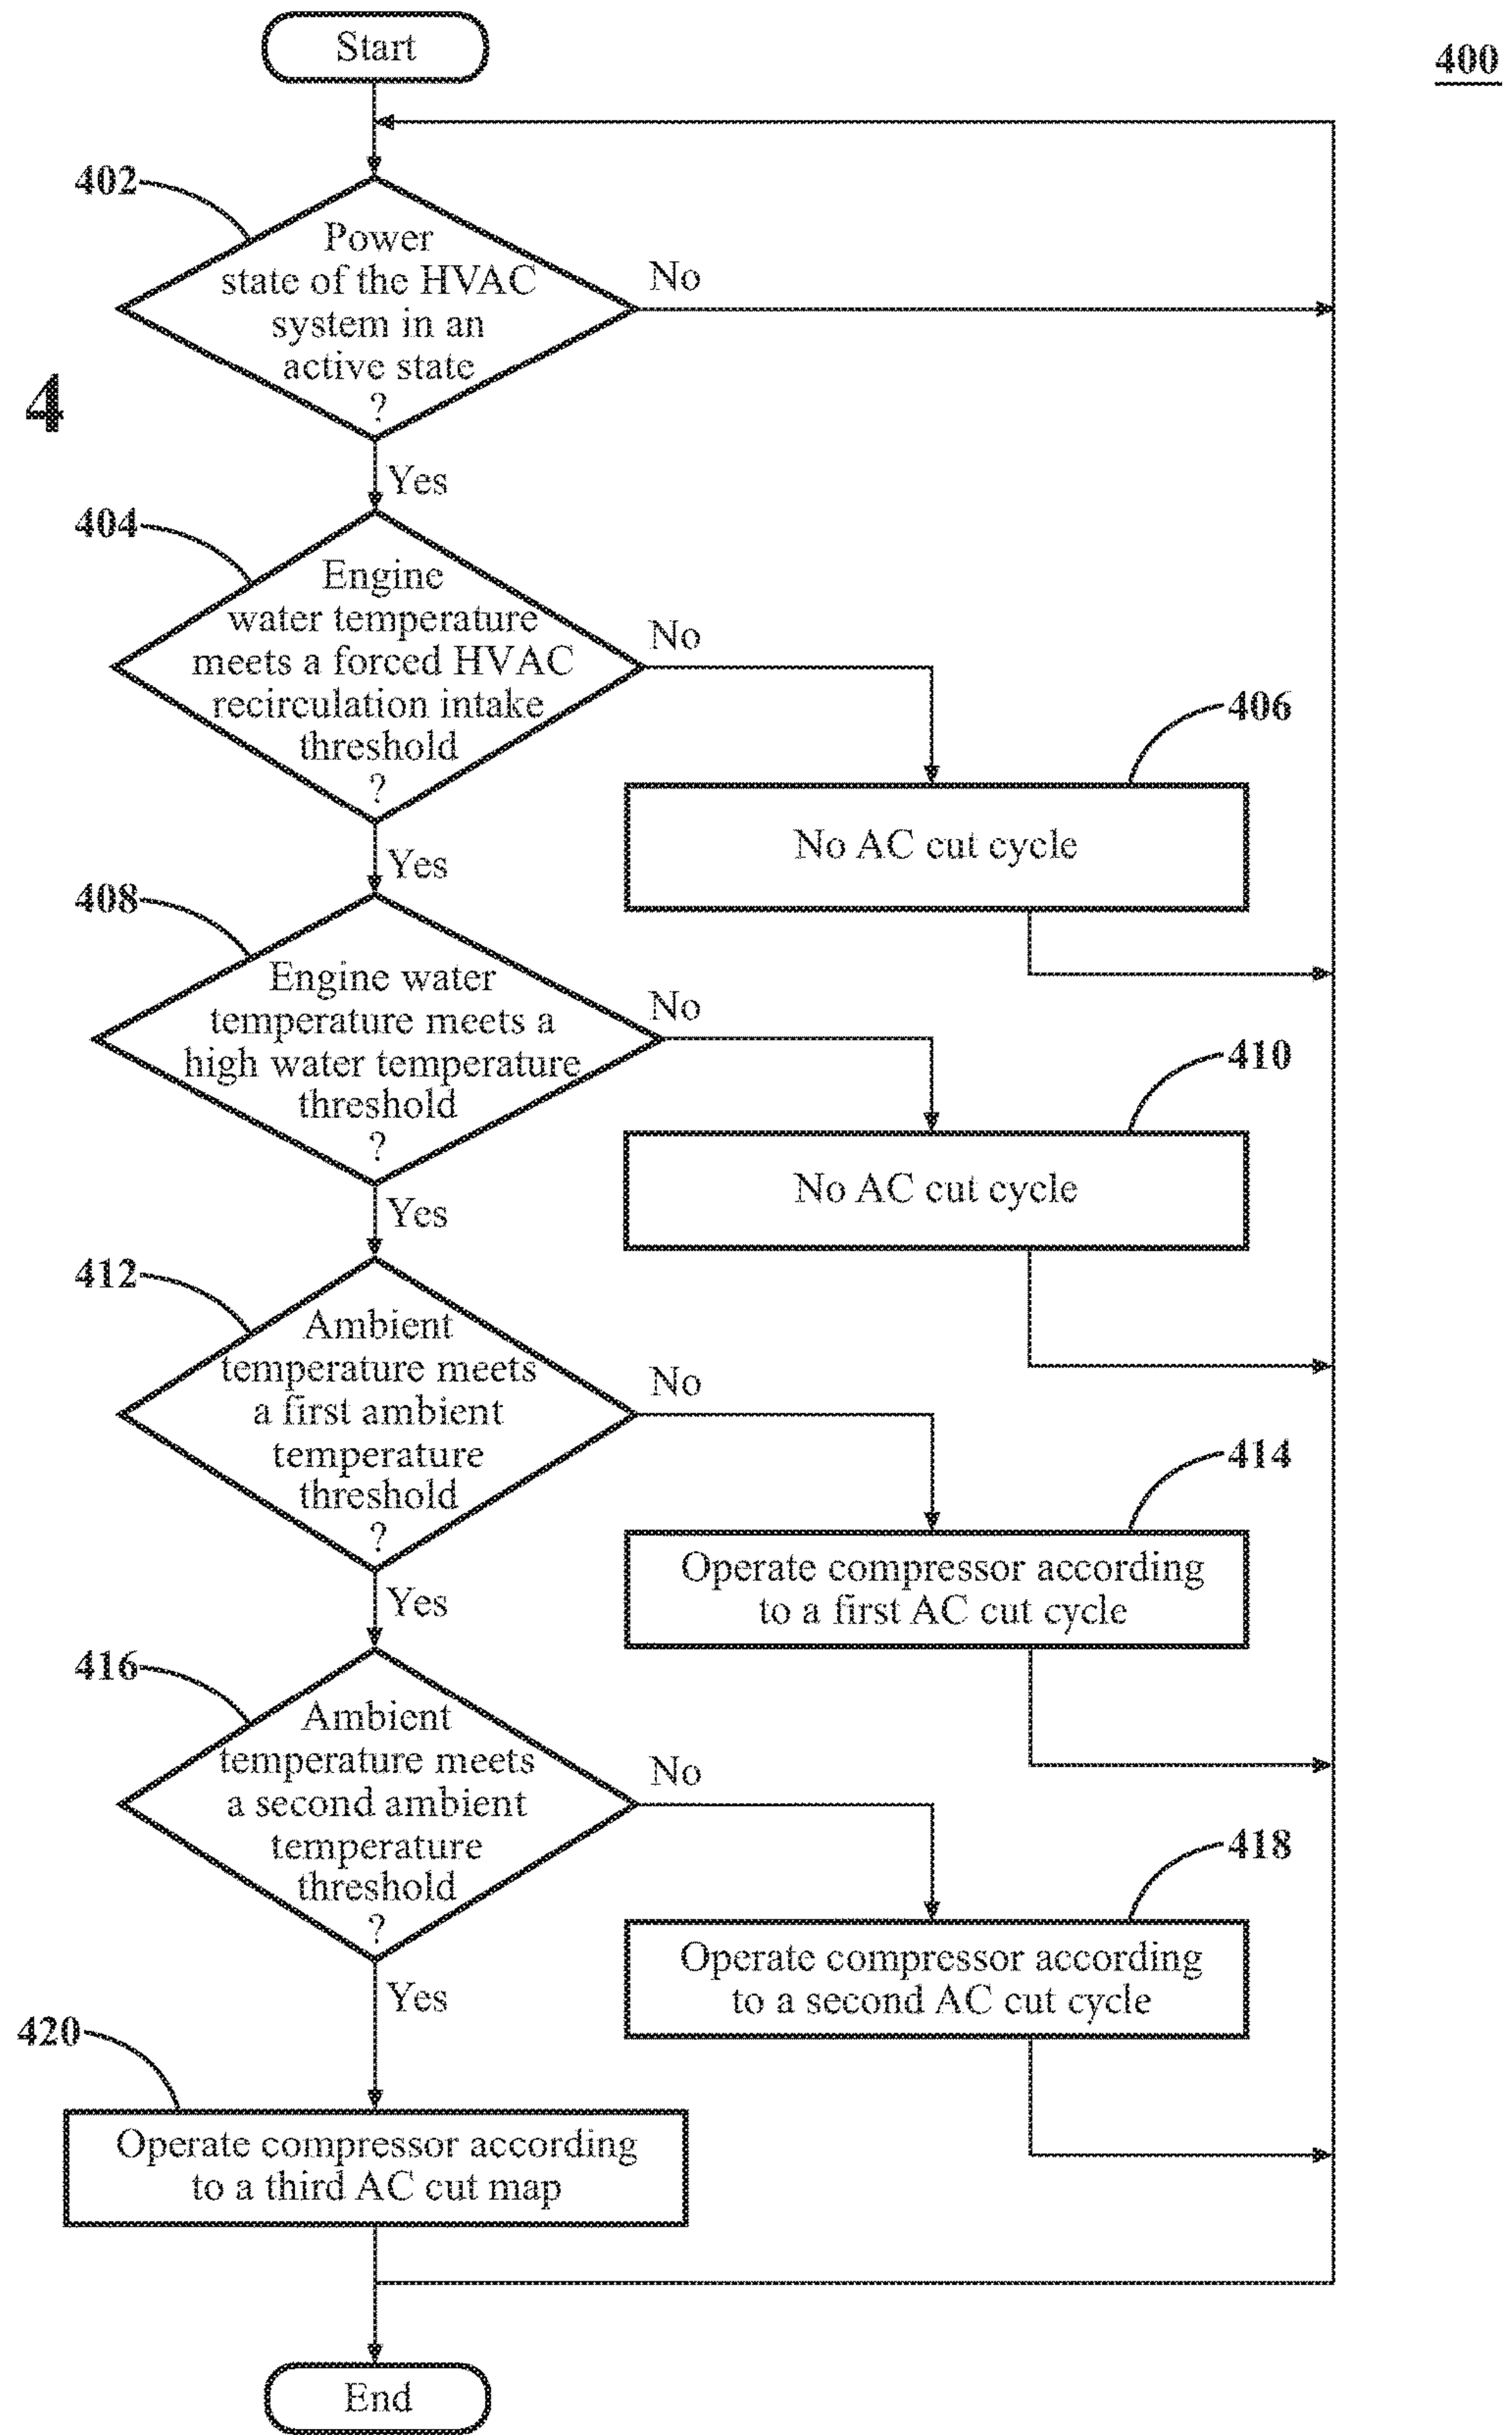 Start
400
402
Power
state of the HVAC
system in an
active state
?
No
4
Yes
404
Engine
water temperature
meets a forced HVAC
recirculation intake
threshold
?
No
406
No AC cut cycle
Yes
408
Engine water
temperature meets a
high water temperature
threshold
?
No
410
No AC cut cycle
Yes
412
Ambient
temperature meets
a first ambient
temperature
threshold
?
No
414
Operate compressor according
to a first AC cut cycle
Yes
416
Ambient
temperature meets
a second ambient
temperature
threshold
?
No
418
Operate compressor according
to a second AC cut cycle
Yes
420
Operate compressor according
to a third AC cut map
End